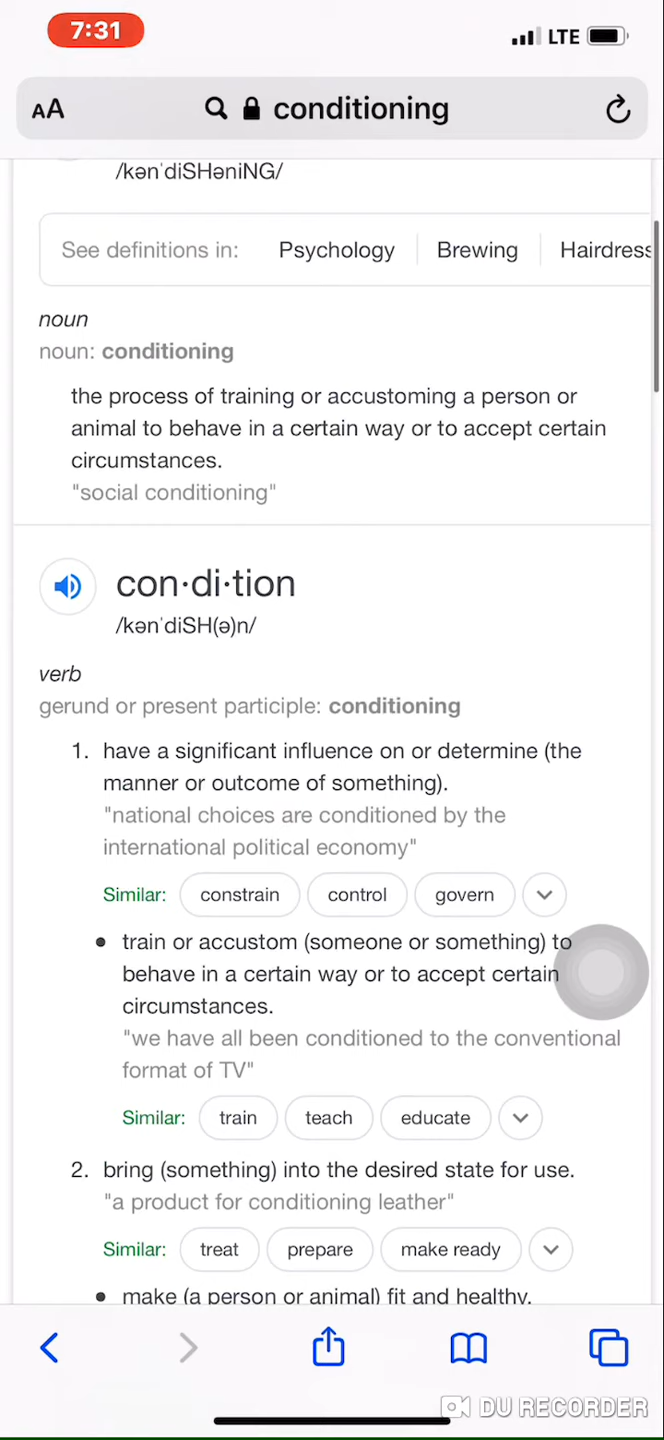 7:31
LTE
AA conditioning
/kənˈdiSHəniNG/
See definitions in: Psychology Brewing Hairdress
noun
noun: conditioning
the process of training or accustoming a person or
animal to behave in a certain way or to accept certain
circumstances.
"social conditioning"
con·di·tion
/kənˈdiSH(ə)n/
verb
gerund or present participle: conditioning
1. have a significant influence on or determine (the
manner or outcome of something).
"national choices are conditioned by the
international political economy"
Similar: constrain control govern
• train or accustom (someone or something) to
behave in a certain way or to accept certain
circumstances.
"we have all been conditioned to the conventional
format of TV"
Similar: train teach educate
2. bring (something) into the desired state for use.
"a product for conditioning leather"
Similar: treat prepare make ready
• make (a person or animal) fit and healthy.
DU RECORDER